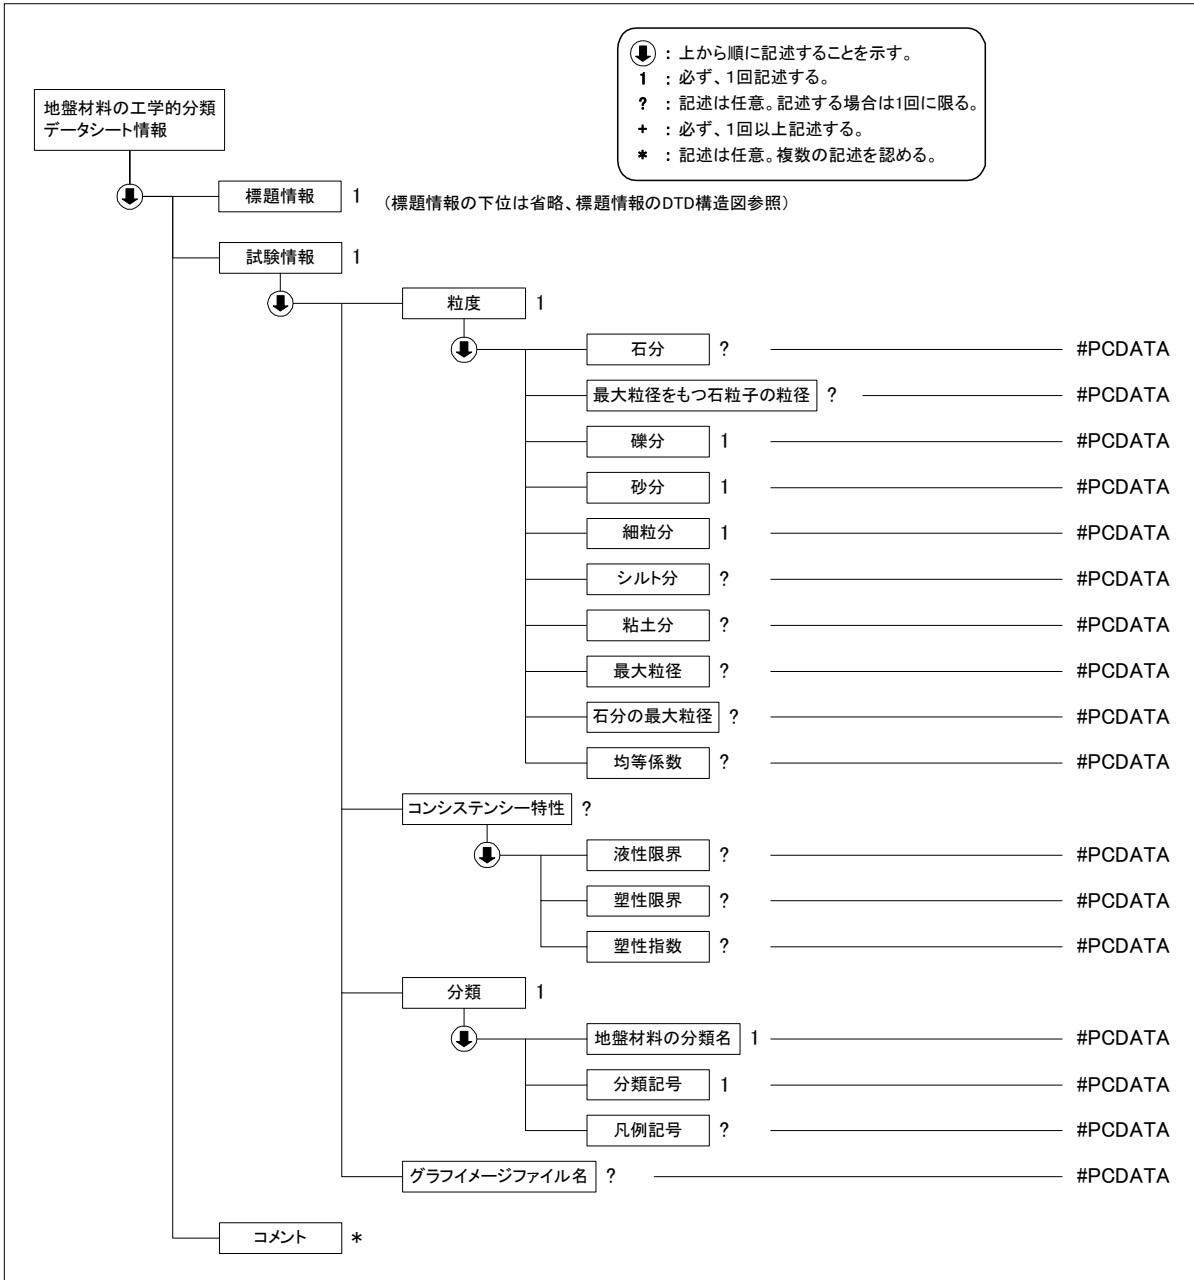 : 上から順に記述することを示す。
1 : 必ず、1回記述する。
? : 記述は任意。記述する場合は1回に限る。
+ : 必ず、1回以上記述する。
* : 記述は任意。複数の記述を認める。
地盤材料の工学的分類
データシート情報
標題情報 1 (標題情報の下位は省略、標題情報のDTD構造図参照)
試験情報 1
粒度 1
石分 ? #PCDATA
最大粒径をもつ石粒子の粒径 ? #PCDATA
礫分 1 #PCDATA
砂分 1 #PCDATA
細粒分 1 #PCDATA
シルト分 ? #PCDATA
粘土分 ? #PCDATA
最大粒径 ? #PCDATA
石分の最大粒径 ? #PCDATA
均等係数 ? #PCDATA
コンシステンシー特性 ?
液性限界 ? #PCDATA
塑性限界 ? #PCDATA
塑性指数 ? #PCDATA
分類 1
地盤材料の分類名 1 #PCDATA
分類記号 1 #PCDATA
凡例記号 ? #PCDATA
グラフイメージファイル名 ? #PCDATA
コメント *